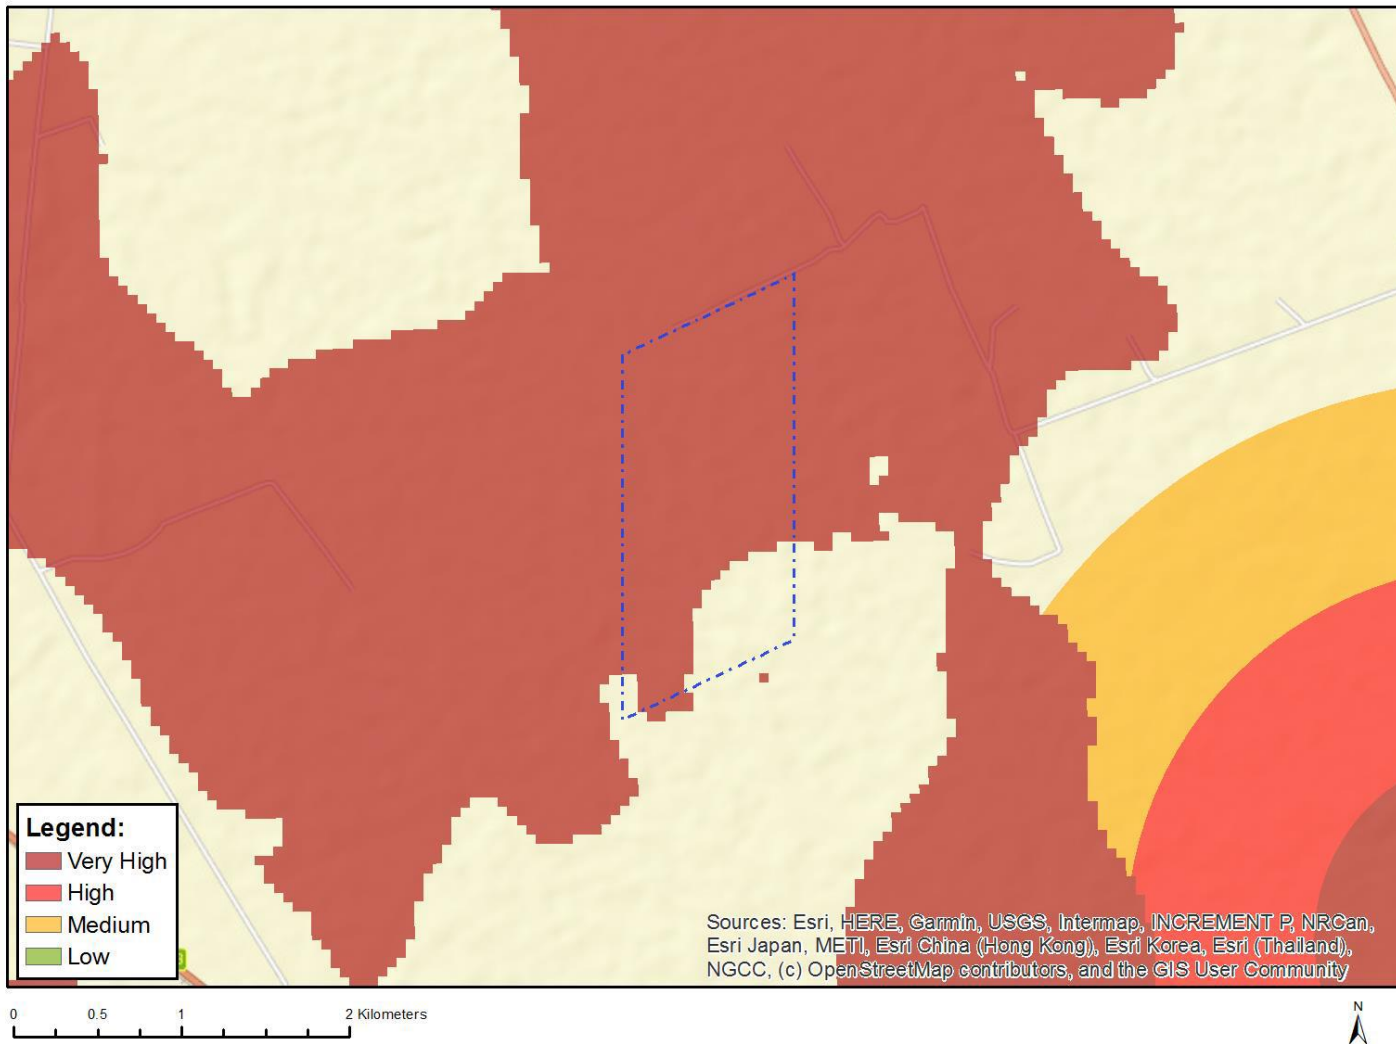 Legend:
Very High
High
Medium
Low
Sources: Esri, HERE, Garmin, USGS, Intermap, INCREMENT P, NRCan,
Esri Japan, METI, Esri China (Hong Kong), Esri Korea, Esri (Thailand),
NGCC, (c) OpenStreetMap contributors, and the GIS User Community
0 0.5 1 2 Kilometers
N